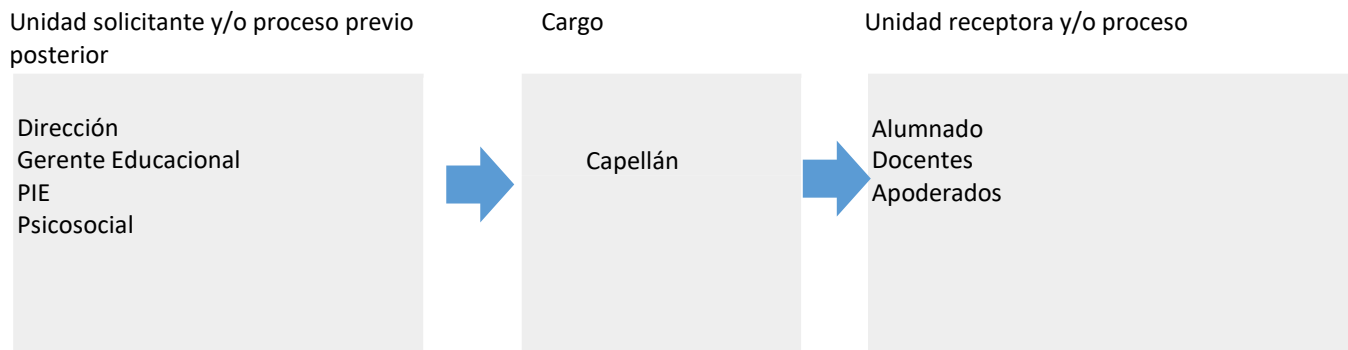 Unidad solicitante y/o proceso previo
posterior
Cargo
Unidad receptora y/o proceso
Dirección
Gerente Educacional
PIE
Psicosocial
Capellán
Alumnado
Docentes
Apoderados